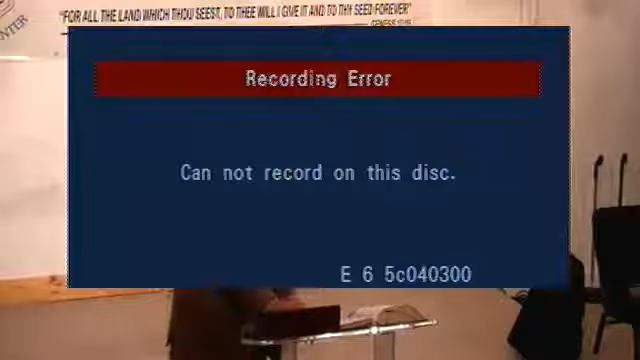 "FOR ALL THE LAND WHICH THOU SEEST, TO THEE WILL I GIVE IT AND TO THY SEED FOREVER"
ENTER
Recording Error
Can not record on this disc.
E 6 5c040300